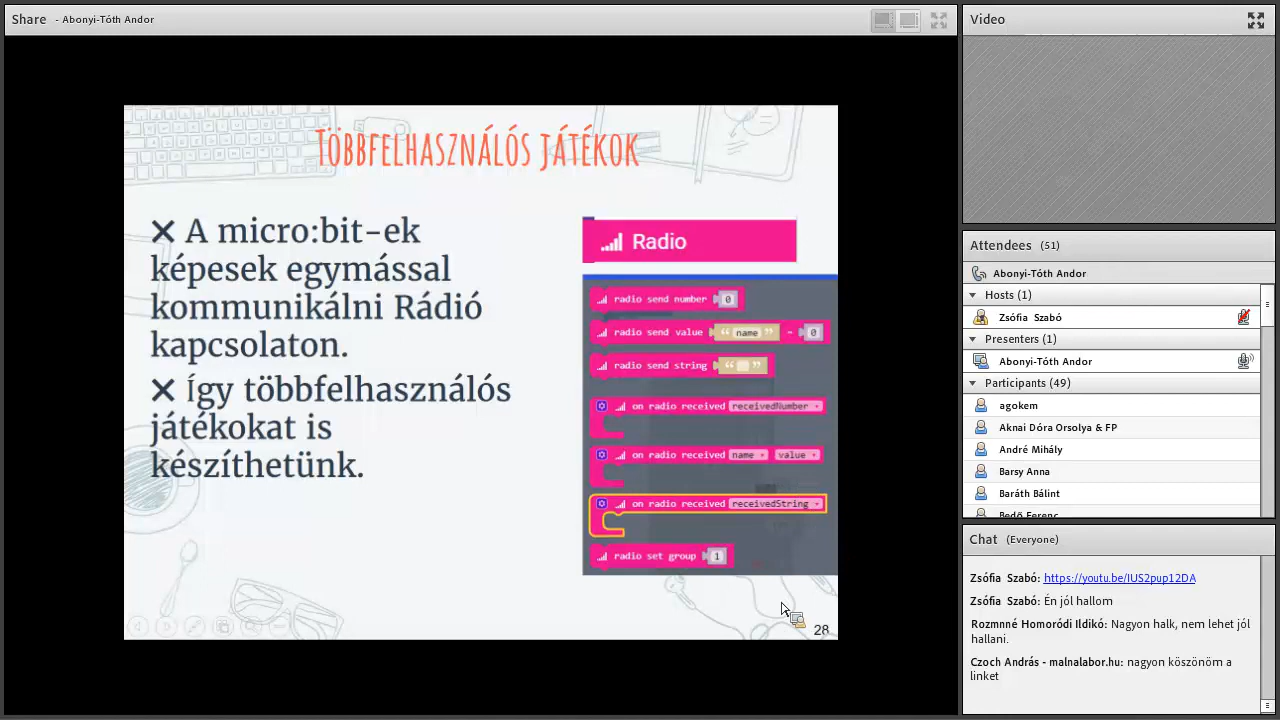 Share - Abonyi-Tóth Andor
TÖBBFELHASZNÁLÓS JÁTÉKOK
✕ A micro:bit-ek
képesek egymással
kommunikálni Rádió
kapcsolaton.
✕ Így többfelhasználós
játékokat is
készíthetünk.
Radio
radio send number 0
radio send value “ name ” = 0
radio send string “ ”
on radio received receivedNumber
on radio received name value
on radio received receivedString
radio set group 1
28
Video
Attendees (51)
Abonyi-Tóth Andor
Hosts (1)
Zsófia Szabó
Presenters (1)
Abonyi-Tóth Andor
Participants (49)
agokem
Aknai Dóra Orsolya & FP
André Mihály
Barsy Anna
Baráth Bálint
Bedő Ferenc
Chat (Everyone)
Zsófia Szabó: https://youtu.be/IUS2pup12DA
Zsófia Szabó: Én jól hallom
Rozmnné Homoródi Ildikó: Nagyon halk, nem lehet jól
hallani.
Czoch András - malnalabor.hu: nagyon köszönöm a
linket